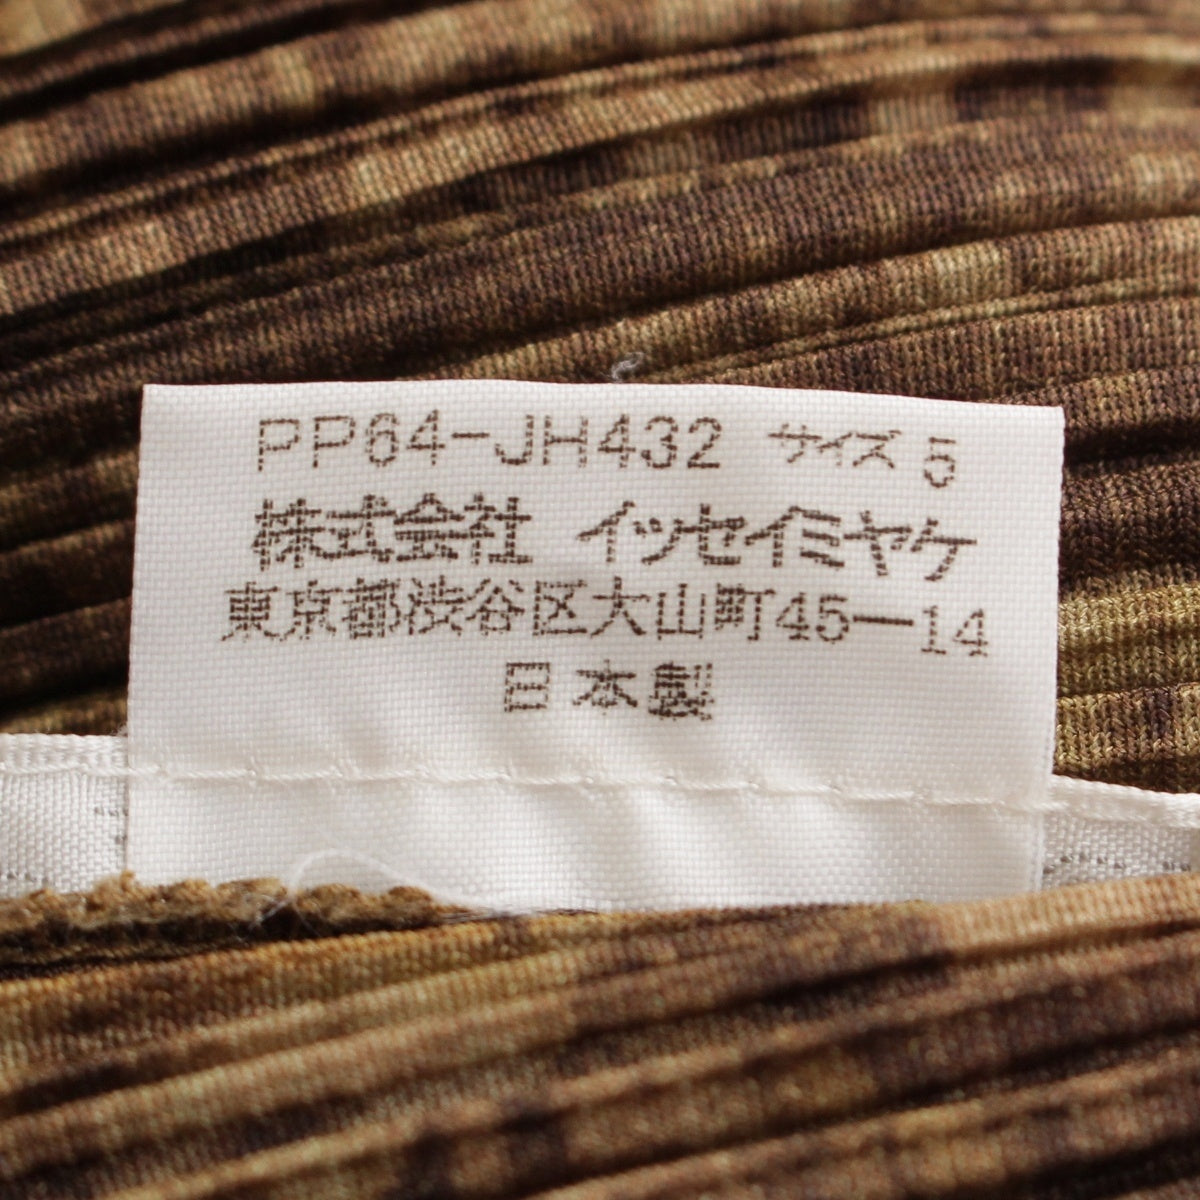 PP64-JH432 サイズ 5
株式会社 イッセイミヤケ
東京都渋谷区大山町45ー14
日本製